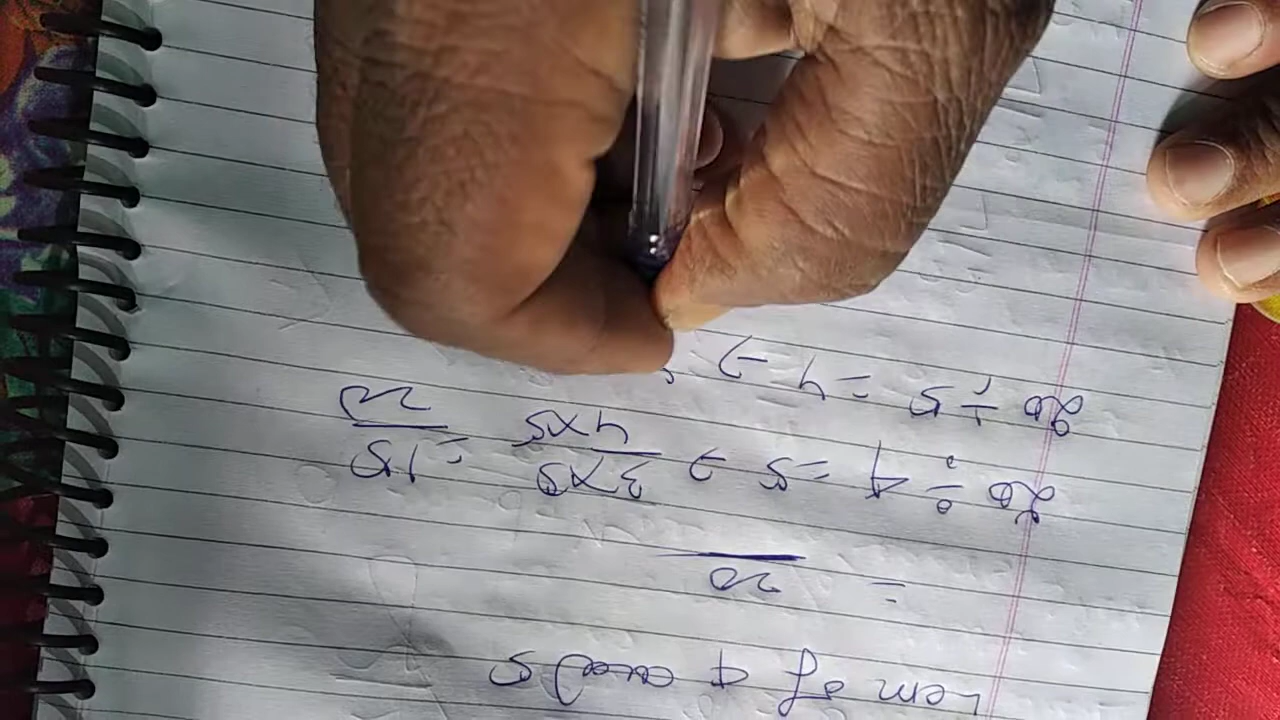 Lcm of 4 and 5
= 20
20 ÷ 4 = 5 → 3×5 / 4×5 = 15 / 20
20 ÷ 5 = 4 →